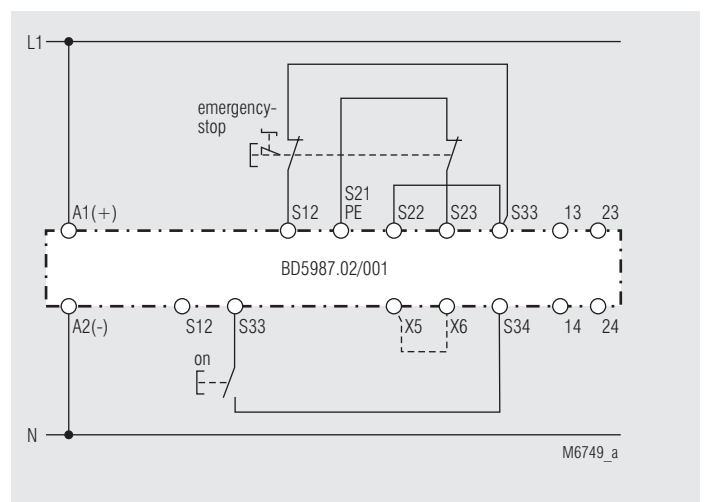 L1
emergency-
stop
S21
A1(+) S12 PE S22 S23 S33 13 23
BD5987.02/001
A2(-) S12 S33 X5 X6 S34 14 24
on
N
M6749_a